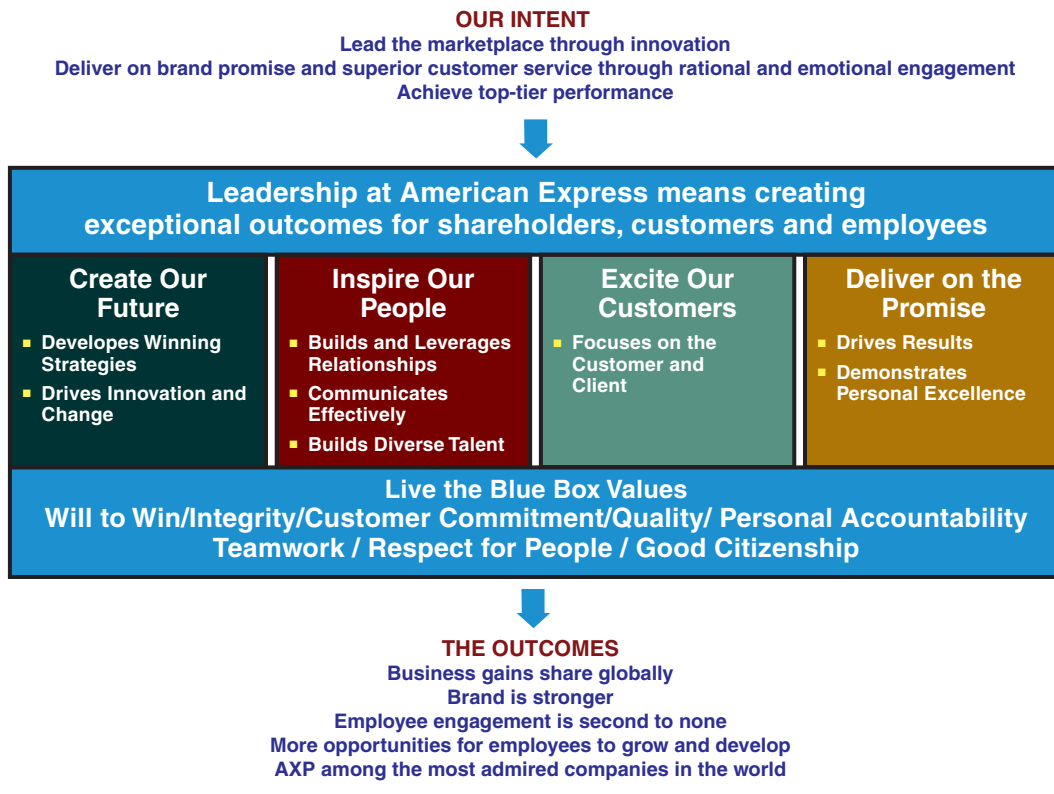 OUR INTENT
Lead the marketplace through innovation
Deliver on brand promise and superior customer service through rational and emotional engagement
Achieve top-tier performance
Leadership at American Express means creating
exceptional outcomes for shareholders, customers and employees
Create Our
Future
Developes Winning
Strategies
Drives Innovation and
Change
Inspire Our
People
Builds and Leverages
Relationships
Communicates
Effectively
Builds Diverse Talent
Excite Our
Customers
Focuses on the
Customer and
Client
Deliver on the
Promise
Drives Results
Demonstrates
Personal Excellence
Live the Blue Box Values
Will to Win/Integrity/Customer Commitment/Quality/ Personal Accountability
Teamwork / Respect for People / Good Citizenship
THE OUTCOMES
Business gains share globally
Brand is stronger
Employee engagement is second to none
More opportunities for employees to grow and develop
AXP among the most admired companies in the world